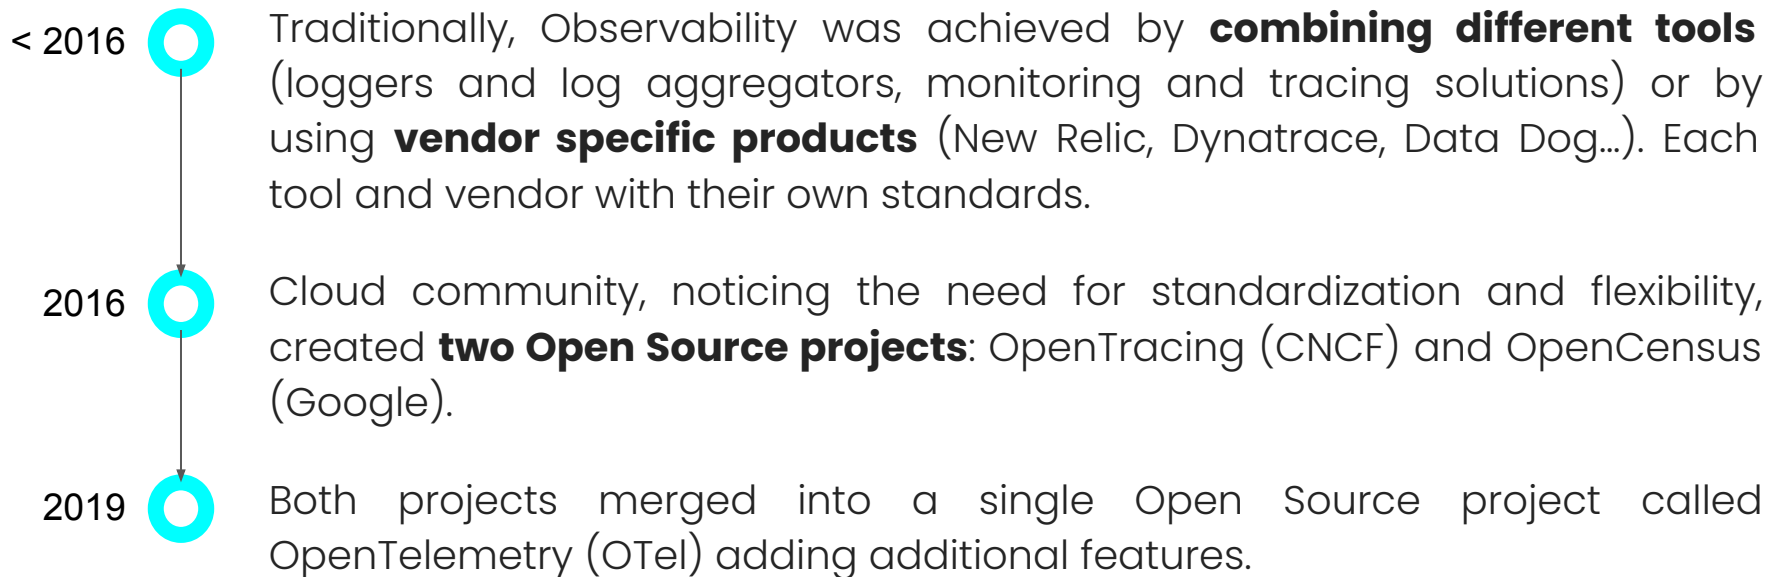 < 2016
Traditionally, Observability was achieved by combining different tools
(loggers and log aggregators, monitoring and tracing solutions) or by
using vendor specific products (New Relic, Dynatrace, Data Dog...). Each
tool and vendor with their own standards.
2016
Cloud community, noticing the need for standardization and flexibility,
created two Open Source projects: OpenTracing (CNCF) and OpenCensus
(Google).
2019
Both projects merged into a single Open Source project called
OpenTelemetry (OTel) adding additional features.